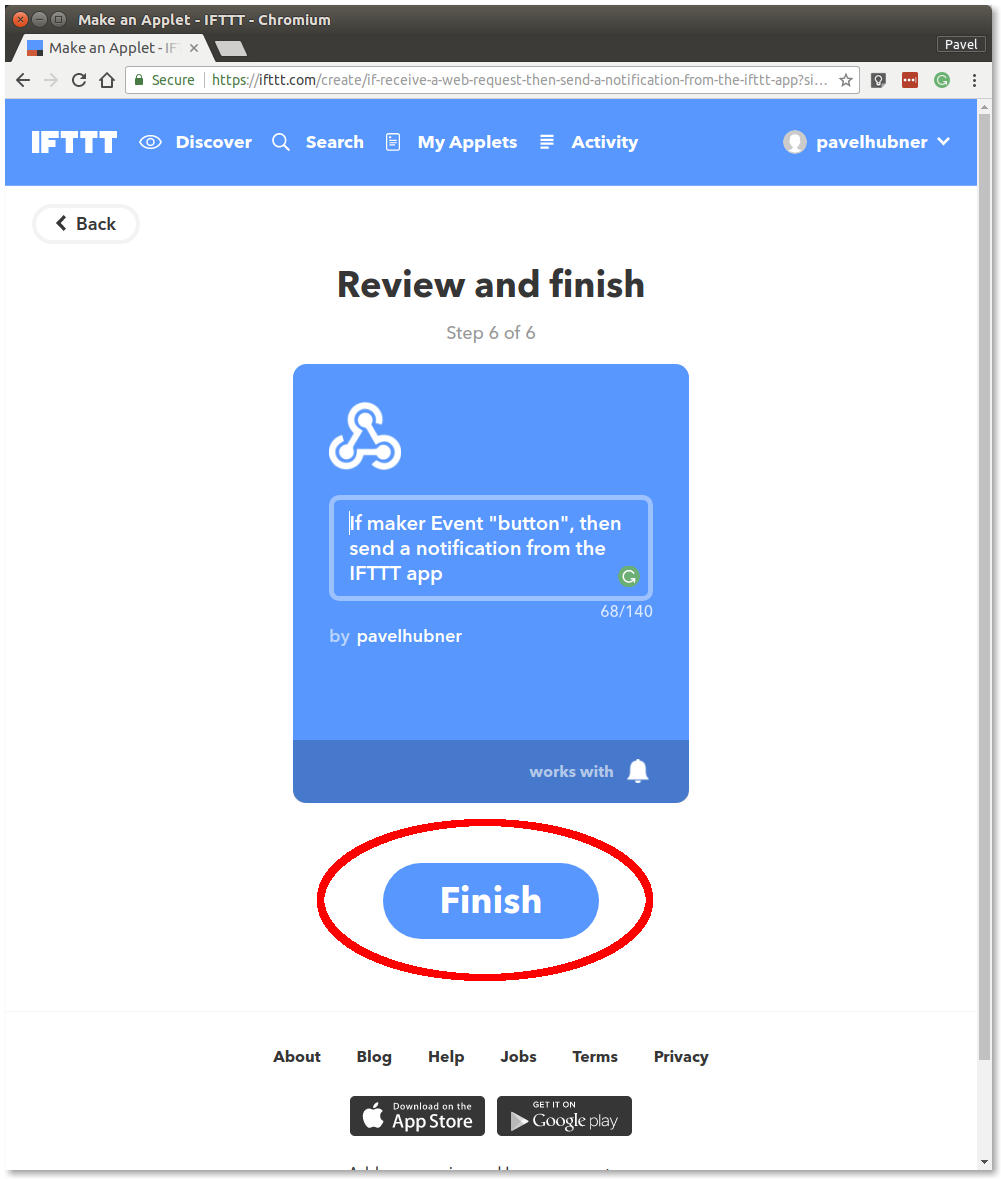 Make an Applet - IFTTT - Chromium
Make an Applet - IF
Pavel
Secure
https://ifttt.com/create/if-receive-a-web-request-then-send-a-notification-from-the-ifttt-app?si...
IFTTT Discover Search My Applets Activity pavelhubner
Back
Review and finish
Step 6 of 6
If maker Event "button", then
send a notification from the
IFTTT app
68/140
by pavelhubner
works with
Finish
About Blog Help Jobs Terms Privacy
Download on the
App Store
GET IT ON
Google play